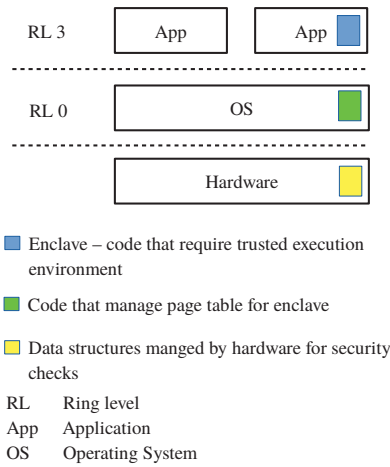 RL 3 App App
RL 0 OS
Hardware
Enclave – code that require trusted execution
environment
Code that manage page table for enclave
Data structures manged by hardware for security
checks
RL Ring level
App Application
OS Operating System